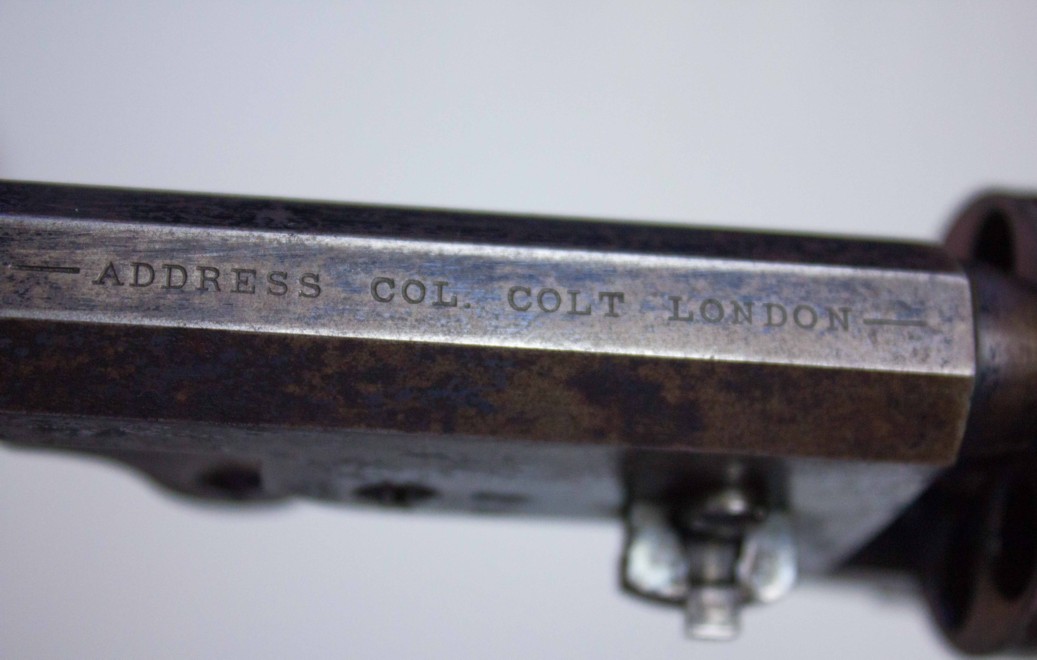 — ADDRESS COL. COLT LONDON —